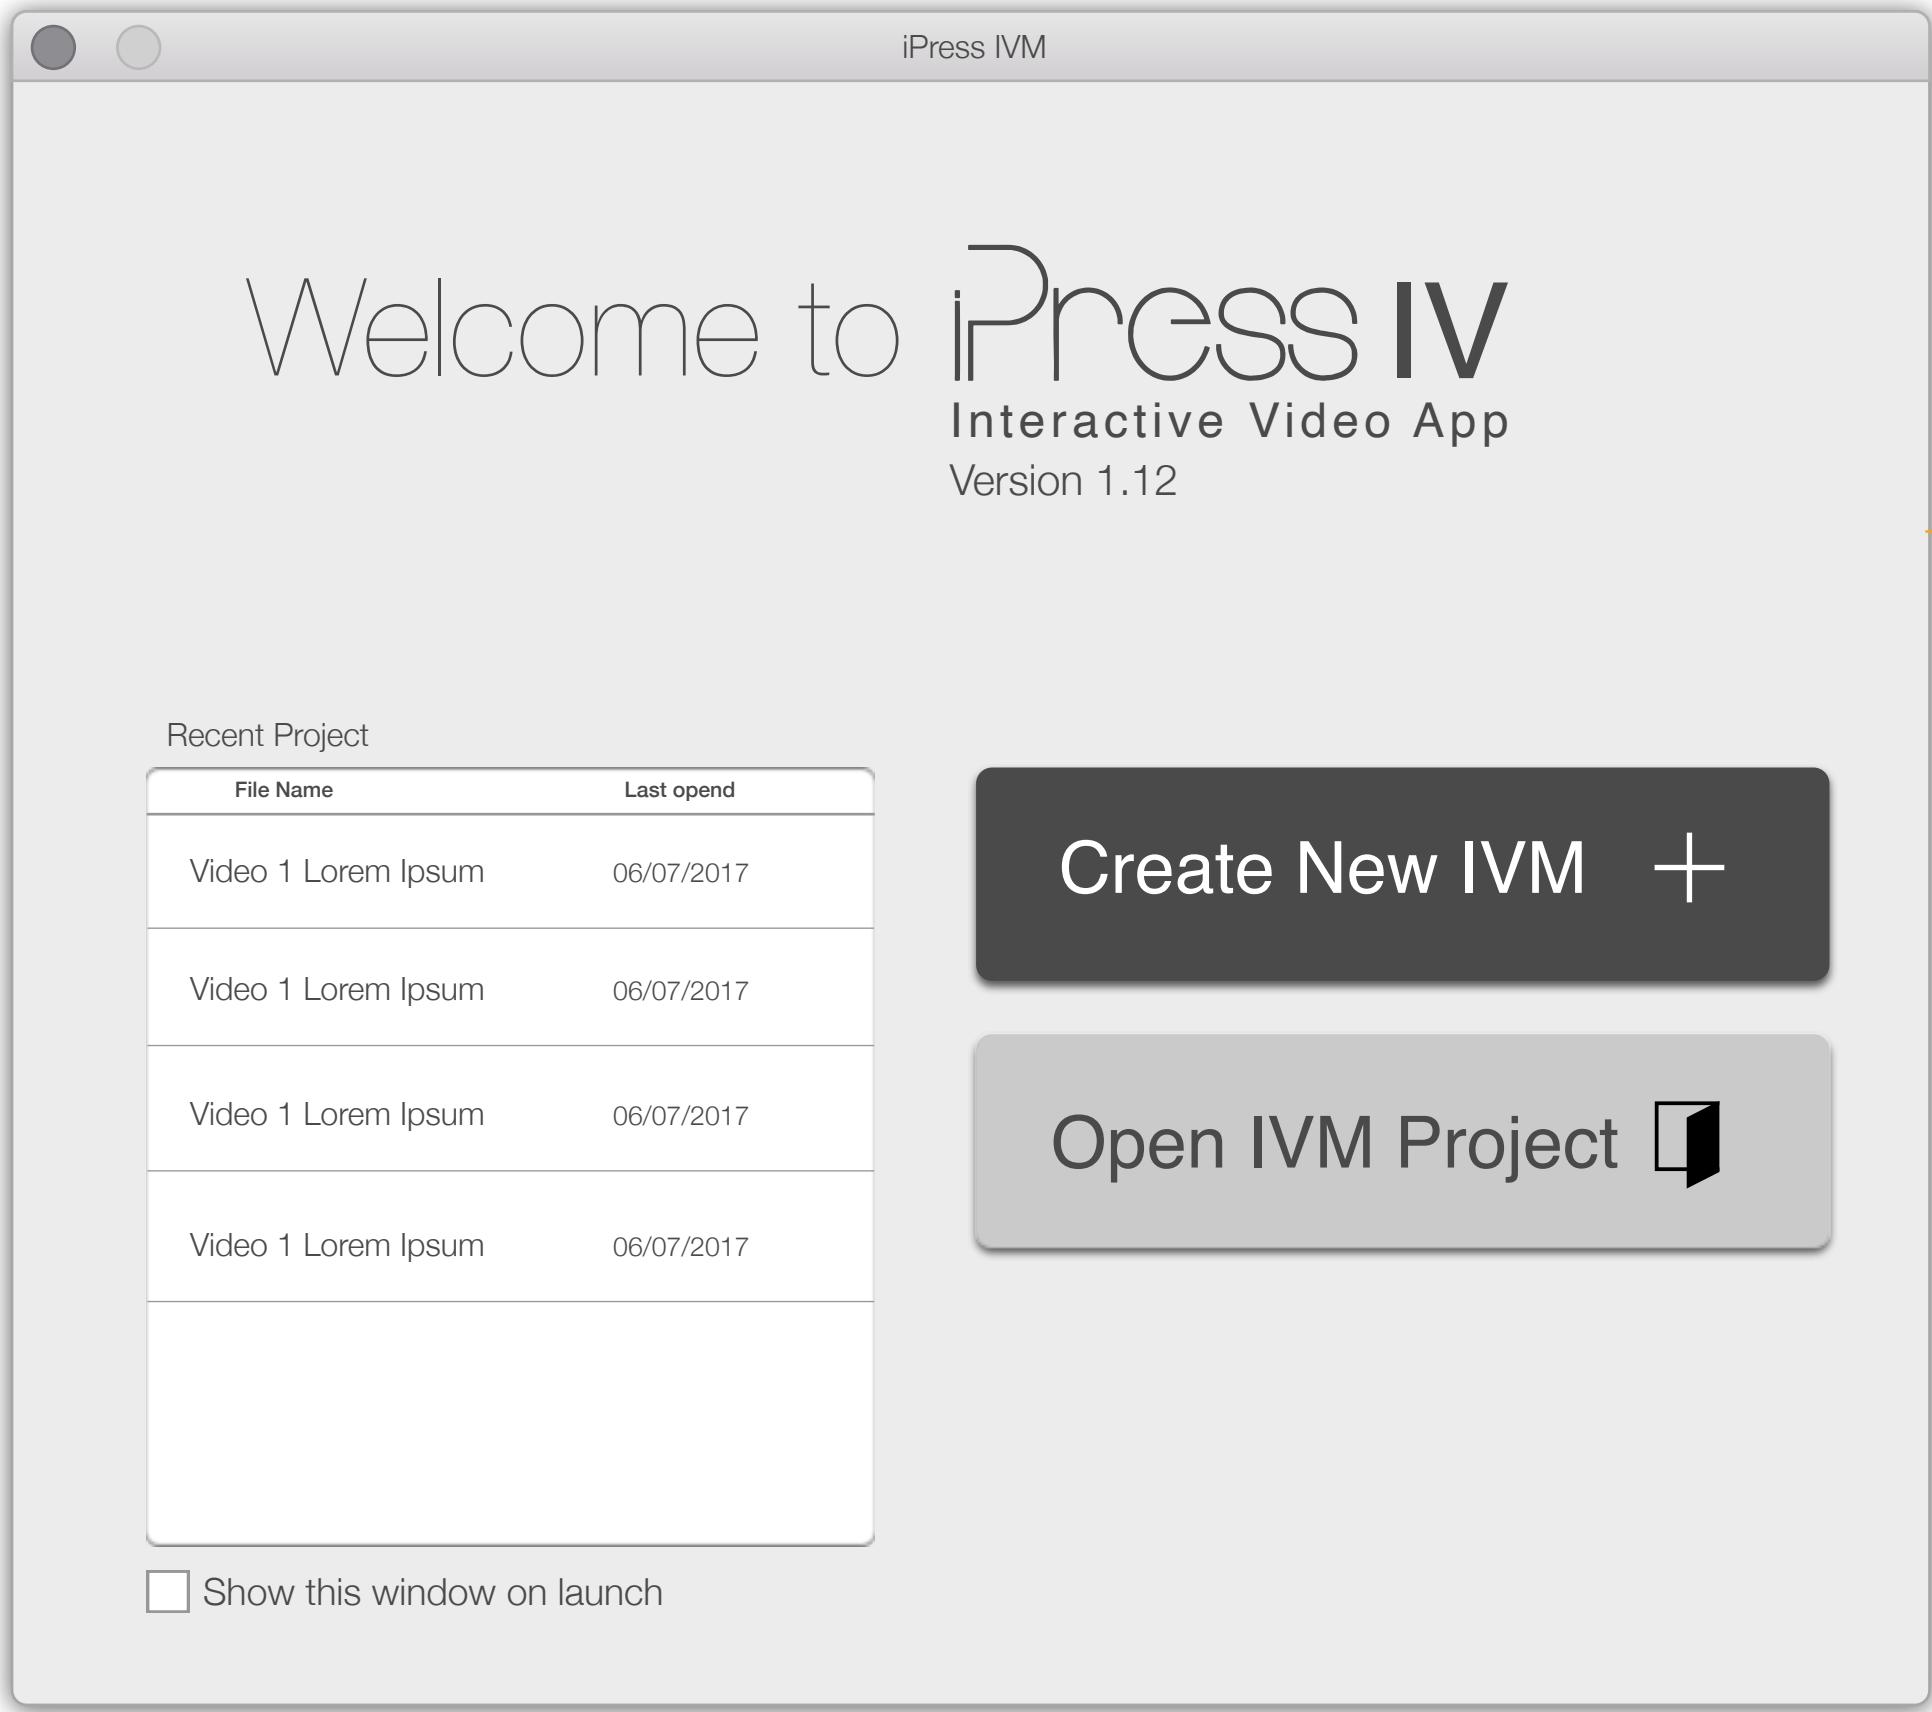 iPress IVM
Welcome to iPress IV
Interactive Video App
Version 1.12
Recent Project
File Name Last opend
Video 1 Lorem Ipsum 06/07/2017
Video 1 Lorem Ipsum 06/07/2017
Video 1 Lorem Ipsum 06/07/2017
Video 1 Lorem Ipsum 06/07/2017
Show this window on launch
Create New IVM
Open IVM Project